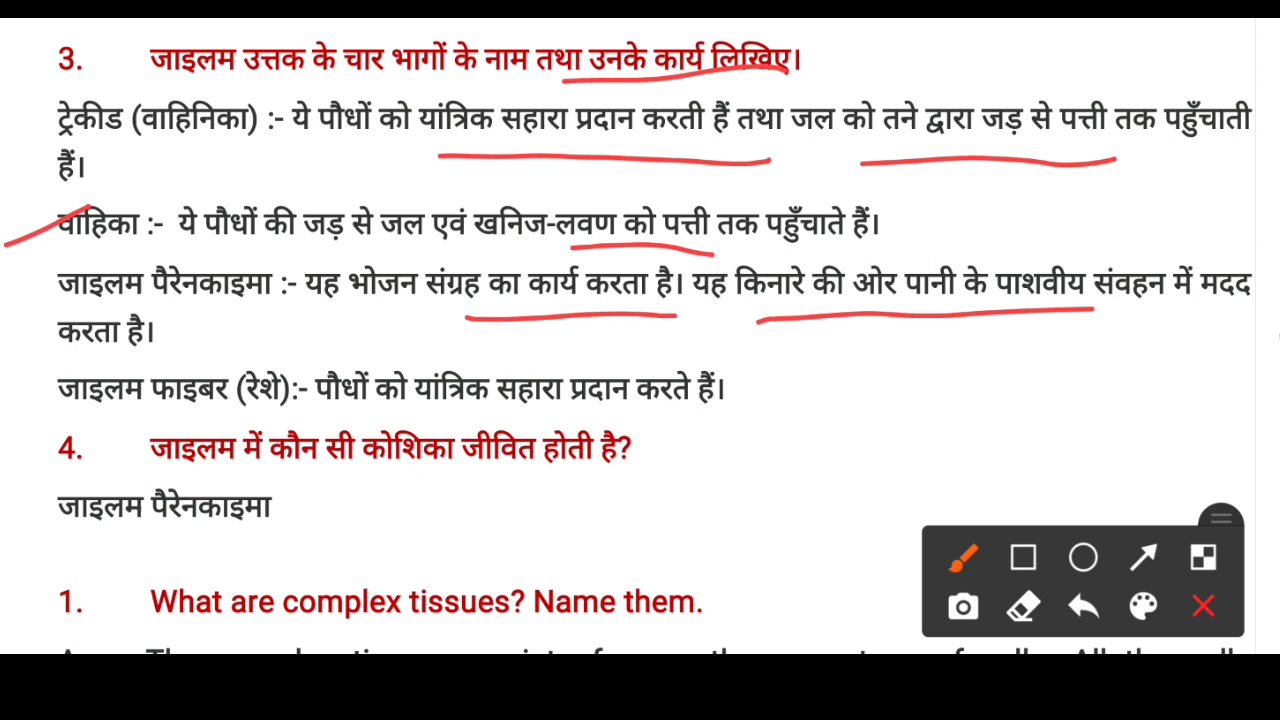 3. जाइलम उत्तक के चार भागों के नाम तथा उनके कार्य लिखिए।
ट्रेकीड (वाहिनिका) :- ये पौधों को यांत्रिक सहारा प्रदान करती हैं तथा जल को तने द्वारा जड़ से पत्ती तक पहुँचाती
हैं।
वाहिका :- ये पौधों की जड़ से जल एवं खनिज-लवण को पत्ती तक पहुँचाते हैं।
जाइलम पैरेनकाइमा :- यह भोजन संग्रह का कार्य करता है। यह किनारे की ओर पानी के पाशवीय संवहन में मदद
करता है।
जाइलम फाइबर (रेशे):- पौधों को यांत्रिक सहारा प्रदान करते हैं।
4. जाइलम में कौन सी कोशिका जीवित होती है?
जाइलम पैरेनकाइमा
1. What are complex tissues? Name them.